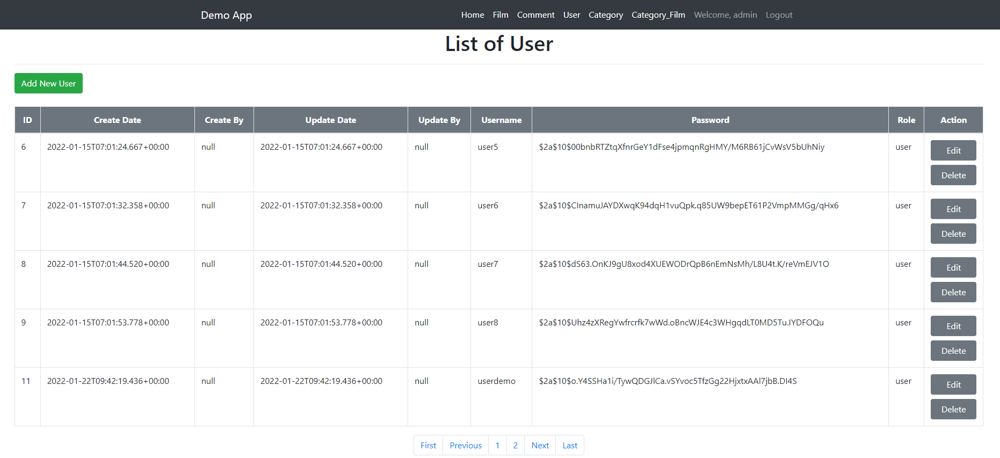 Demo App Home Film Comment User Category Category_Film Welcome, admin Logout
List of User
Add New User
ID Create Date Create By Update Date Update By Username Password Role Action
6 2022-01-15T07:01:24.667+00:00 null 2022-01-15T07:01:24.667+00:00 null user5 $2a$10$00bnbRTZtqXfnrGeY1dFse4jpmqnRgHMY/M6RB61jCvWsV5bUhNiy user Edit
Delete
7 2022-01-15T07:01:32.358+00:00 null 2022-01-15T07:01:32.358+00:00 null user6 $2a$10$CInamuJAYDXwqK94dqH1vuQpk.q85UW9bepET61P2VmpMMGg/qHx6 user Edit
Delete
8 2022-01-15T07:01:44.520+00:00 null 2022-01-15T07:01:44.520+00:00 null user7 $2a$10$dS63.OnKJ9gU8xod4XUEWODrQpB6nEmNsMh/L8U4t.K/reVmEJV1O user Edit
Delete
9 2022-01-15T07:01:53.778+00:00 null 2022-01-15T07:01:53.778+00:00 null user8 $2a$10$Uhz4zXRegYwfrcrfk7wWd.oBncWJE4c3WHgqdLT0MD5Tu.IYDFOQu user Edit
Delete
11 2022-01-22T09:42:19.436+00:00 null 2022-01-22T09:42:19.436+00:00 null userdemo $2a$10$o.Y4SSHa1i/TywQDGJlCa.vSYvoc5TfzGg22HjxtxAAl7jbB.DI4S user Edit
Delete
First Previous 1 2 Next Last